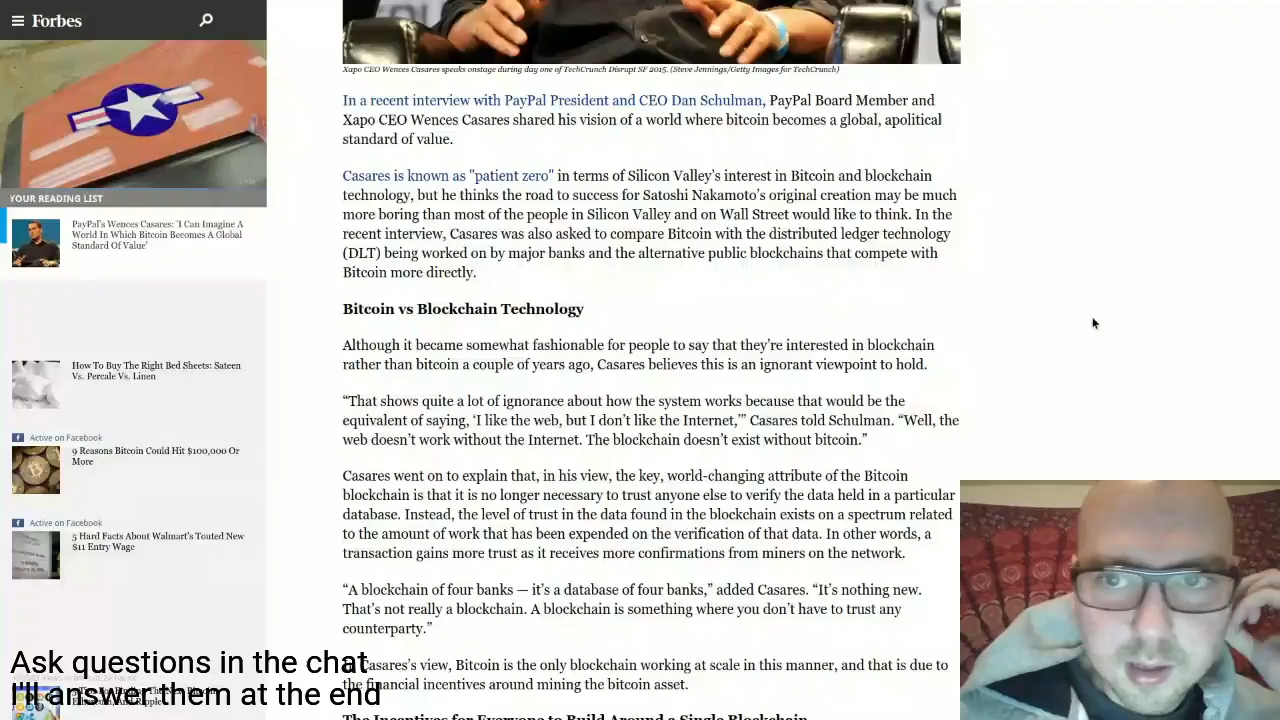 Forbes
Xapo CEO Wences Casares speaks onstage during day one of TechCrunch Disrupt SF 2015. (Steve Jennings/Getty Images for TechCrunch)
In a recent interview with PayPal President and CEO Dan Schulman, PayPal Board Member and
Xapo CEO Wences Casares shared his vision of a world where bitcoin becomes a global, apolitical
standard of value.
Casares is known as "patient zero" in terms of Silicon Valley's interest in Bitcoin and blockchain
technology, but he thinks the road to success for Satoshi Nakamoto's original creation may be much
more boring than most of the people in Silicon Valley and on Wall Street would like to think. In the
recent interview, Casares was also asked to compare Bitcoin with the distributed ledger technology
(DLT) being worked on by major banks and the alternative public blockchains that compete with
Bitcoin more directly.
Bitcoin vs Blockchain Technology
Although it became somewhat fashionable for people to say that they're interested in blockchain
rather than bitcoin a couple of years ago, Casares believes this is an ignorant viewpoint to hold.
“That shows quite a lot of ignorance about how the system works because that would be the
equivalent of saying, ‘I like the web, but I don’t like the Internet,’” Casares told Schulman. “Well, the
web doesn’t work without the Internet. The blockchain doesn’t exist without bitcoin.”
Casares went on to explain that, in his view, the key, world-changing attribute of the Bitcoin
blockchain is that it is no longer necessary to trust anyone else to verify the data held in a particular
database. Instead, the level of trust in the data found in the blockchain exists on a spectrum related
to the amount of work that has been expended on the verification of that data. In other words, a
transaction gains more trust as it receives more confirmations from miners on the network.
“A blockchain of four banks — it’s a database of four banks,” added Casares. “It’s nothing new.
That’s not really a blockchain. A blockchain is something where you don’t have to trust any
counterparty.”
Casares’s view, Bitcoin is the only blockchain working at scale in this manner, and that is due to
the financial incentives around mining the bitcoin asset.
The Incentives for Everyone to Build Around a Single Blockchain
YOUR READING LIST
PayPal's Wences Casares: 'I Can Imagine A
World In Which Bitcoin Becomes A Global
Standard Of Value'
How To Buy The Right Bed Sheets: Sateen
Vs. Percale Vs. Linen
Active on Facebook
9 Reasons Bitcoin Could Hit $100,000 Or
More
Active on Facebook
5 Hard Facts About Walmart's Touted New
$11 Entry Wage
Ask questions in the chat
I'll answer them at the end